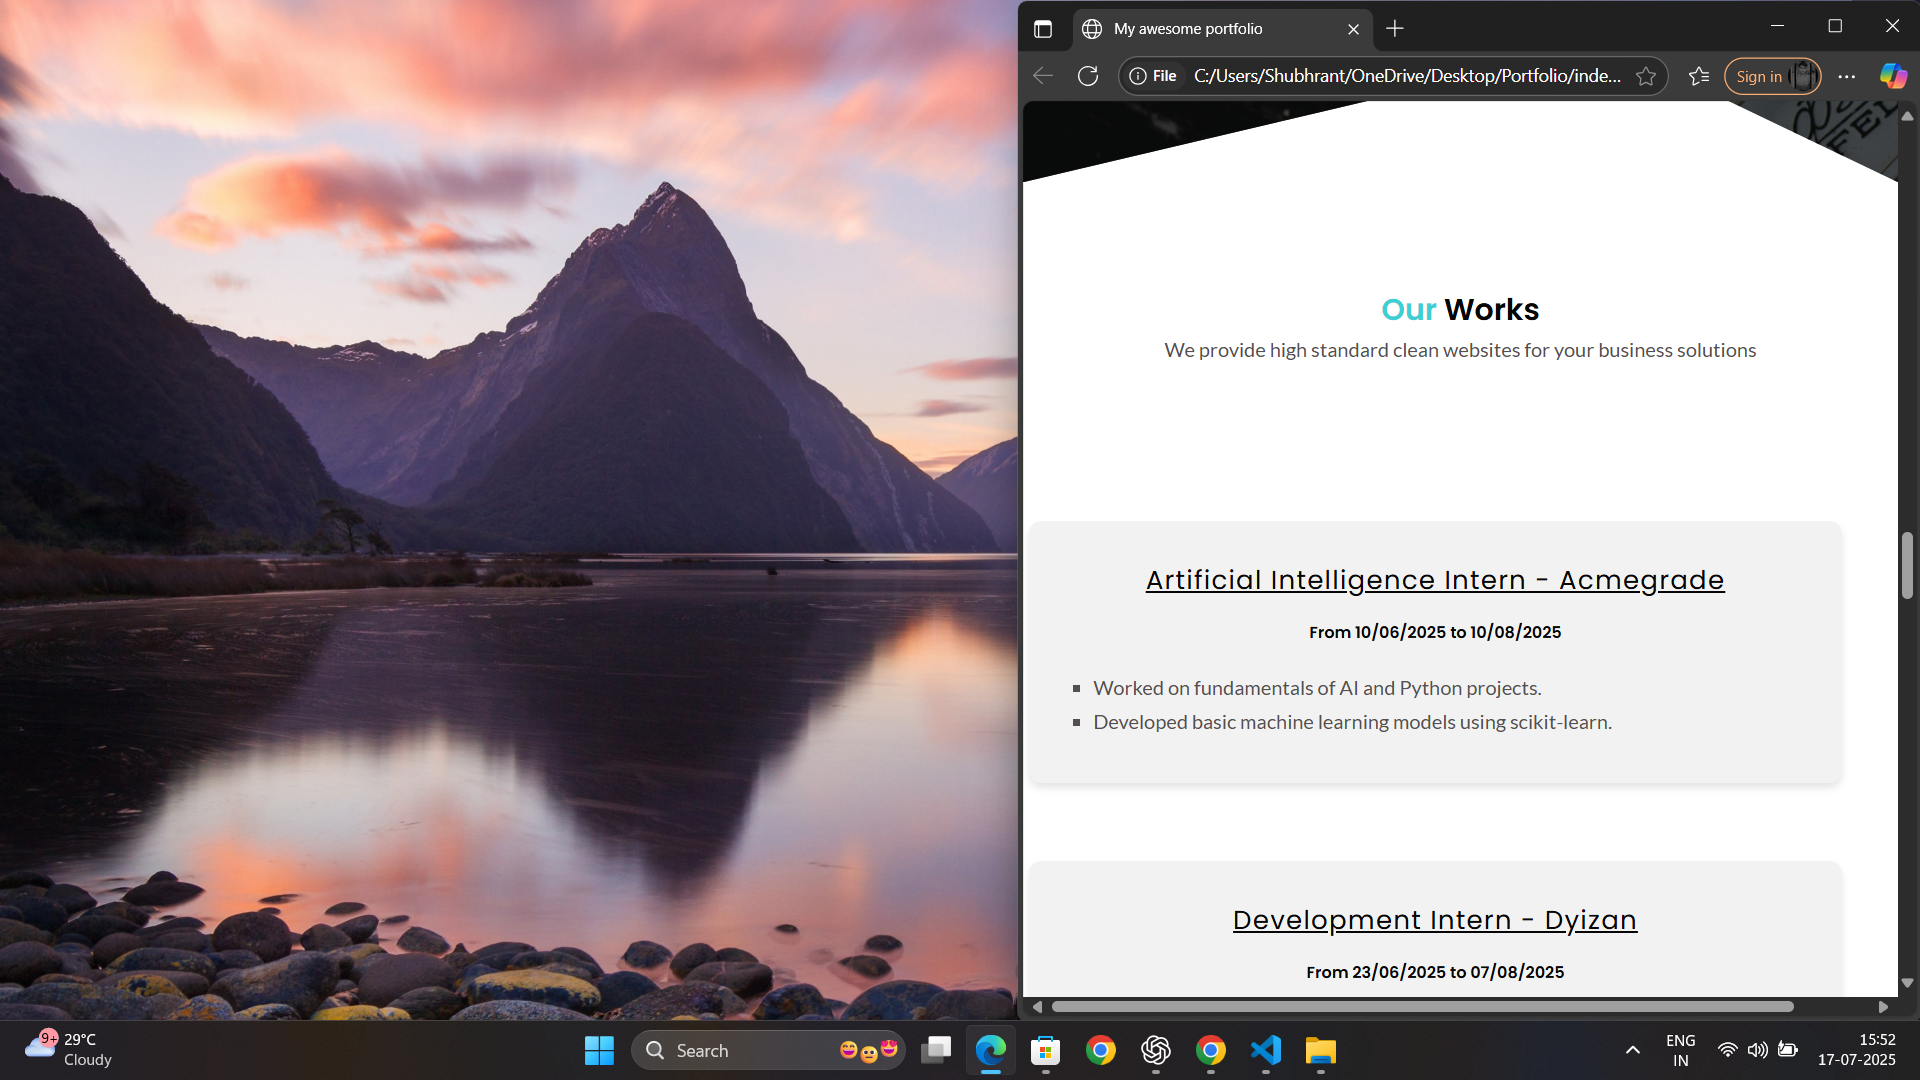 My awesome portfolio
File
C:/Users/Shubhrant/OneDrive/Desktop/Portfolio/inde...
Sign in
Our Works
We provide high standard clean websites for your business solutions
Artificial Intelligence Intern - Acmegrade
From 10/06/2025 to 10/08/2025
Worked on fundamentals of AI and Python projects.
Developed basic machine learning models using scikit-learn.
Development Intern - Dyizan
From 23/06/2025 to 07/08/2025
9+
29°C
Cloudy
Search
ENG
IN
15:52
17-07-2025